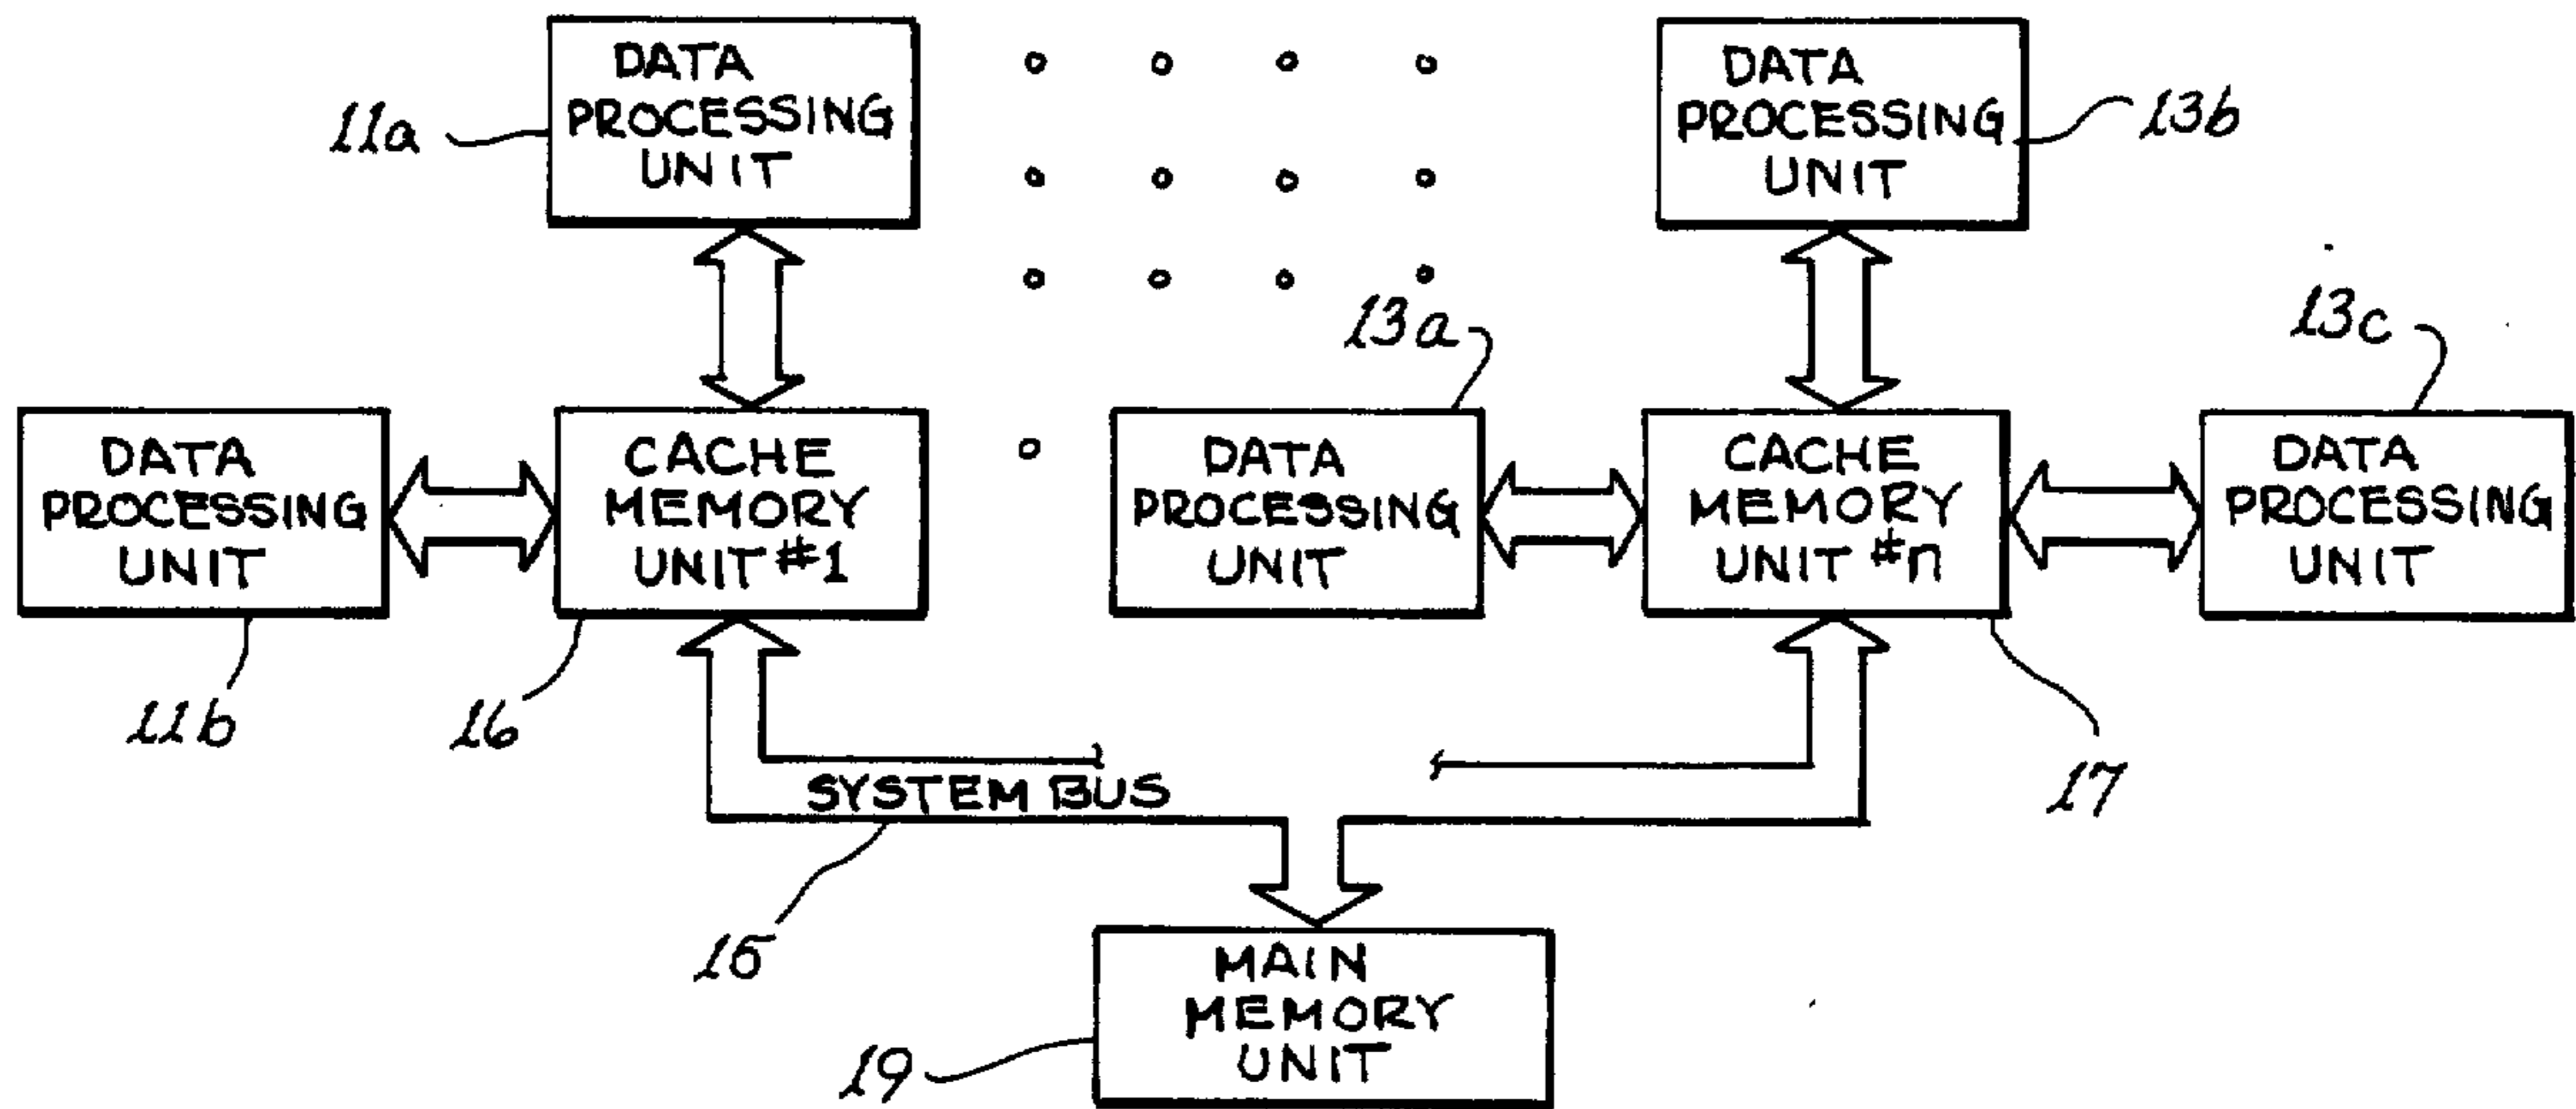 DATA
PROCESSING
UNIT
11a
DATA
PROCESSING
UNIT
13b
13a
13c
DATA
PROCESSING
UNIT
11b
CACHE
MEMORY
UNIT #1
16
DATA
PROCESSING
UNIT
CACHE
MEMORY
UNIT #n
17
DATA
PROCESSING
UNIT
SYSTEM BUS
15
MAIN
MEMORY
UNIT
19